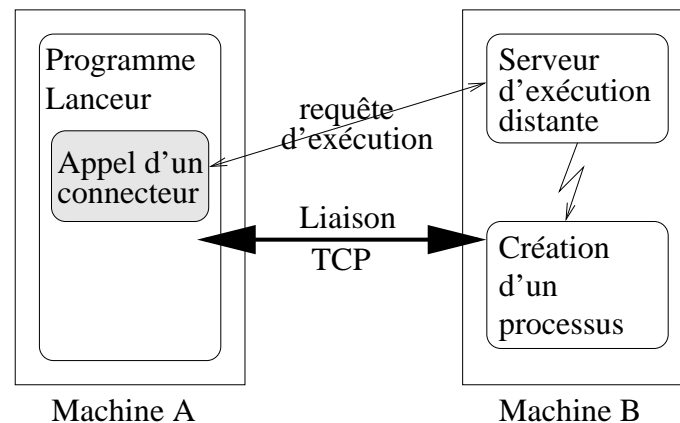 Programme
Lanceur
Appel d'un
connecteur
requête
d'exécution
Liaison
TCP
Serveur
d'exécution
distante
Création
d'un
processus
Machine A
Machine B